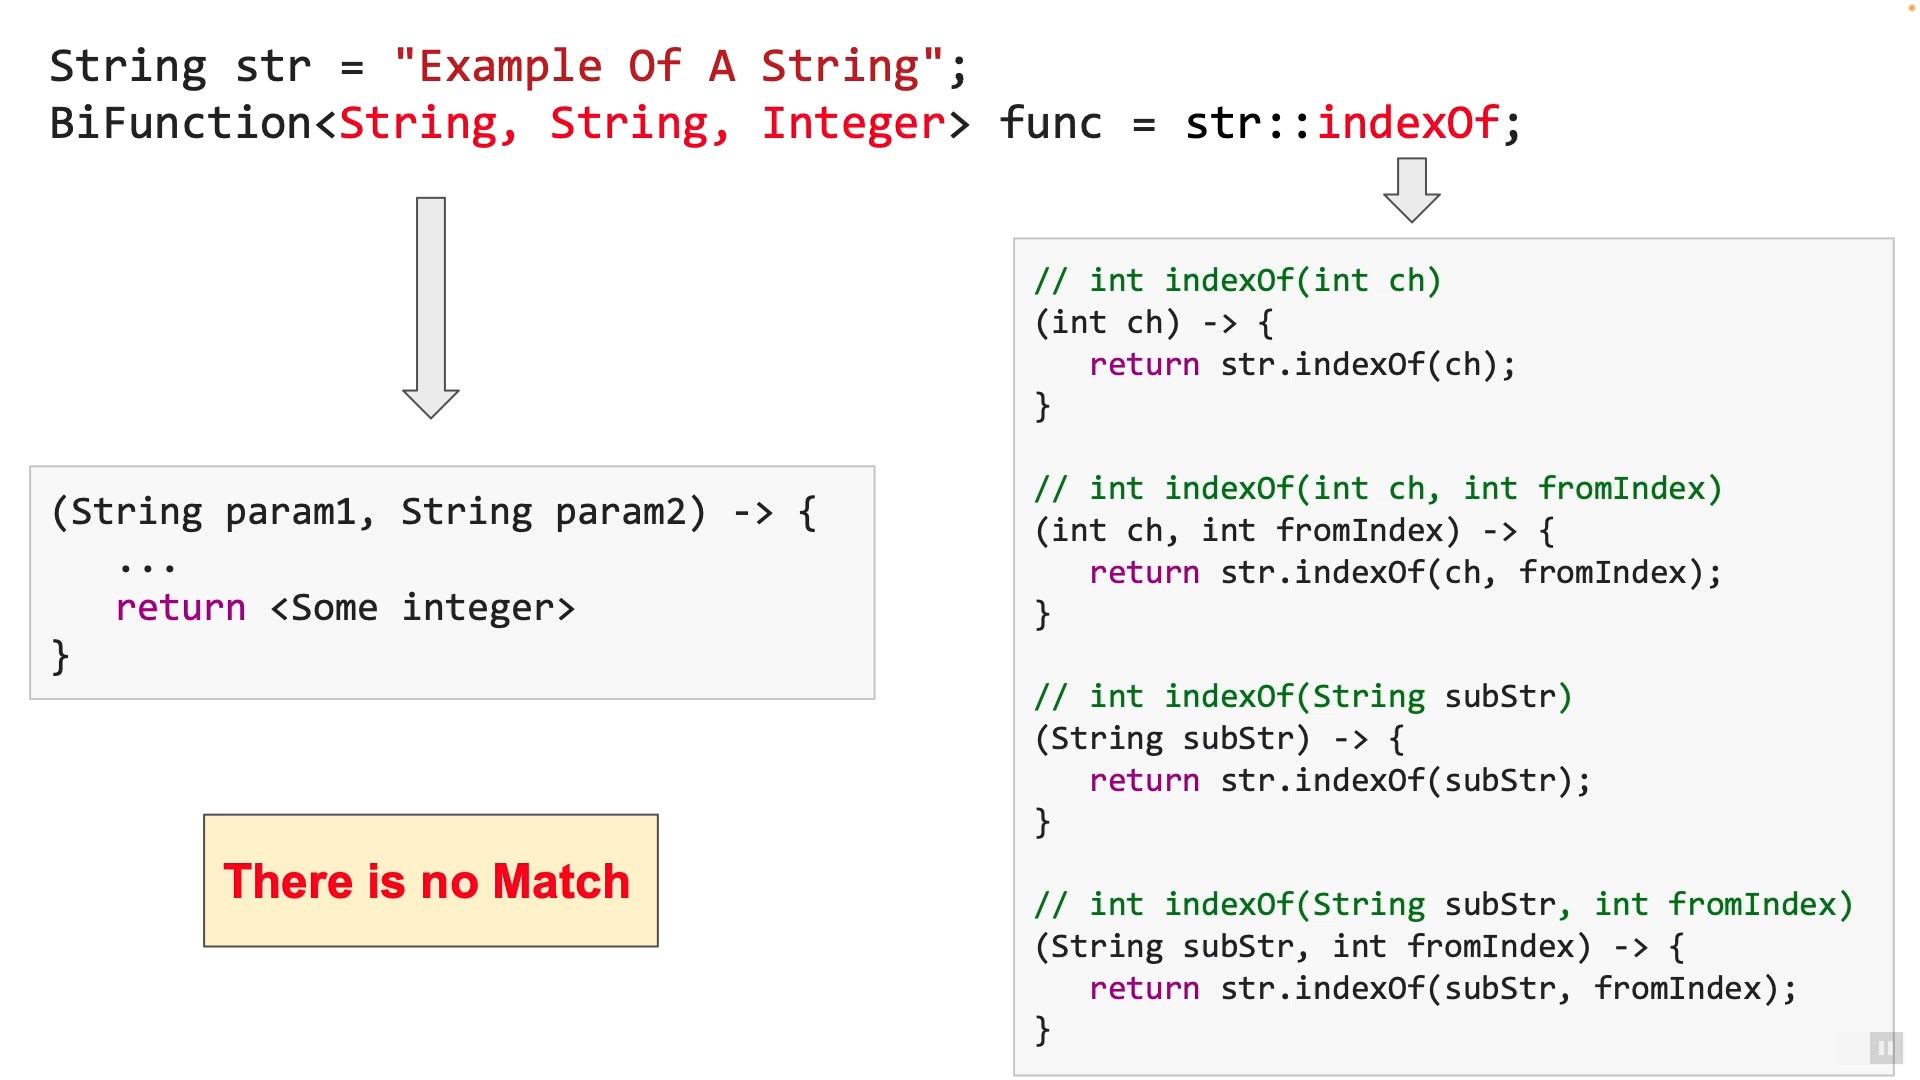 String str = "Example Of A String";
BiFunction<String, String, Integer> func = str::indexOf;
(String param1, String param2) -> {
...
return <Some integer>
}
There is no Match
// int indexOf(int ch)
(int ch) -> {
return str.indexOf(ch);
}
// int indexOf(int ch, int fromIndex)
(int ch, int fromIndex) -> {
return str.indexOf(ch, fromIndex);
}
// int indexOf(String subStr)
(String subStr) -> {
return str.indexOf(subStr);
}
// int indexOf(String subStr, int fromIndex)
(String subStr, int fromIndex) -> {
return str.indexOf(subStr, fromIndex);
}